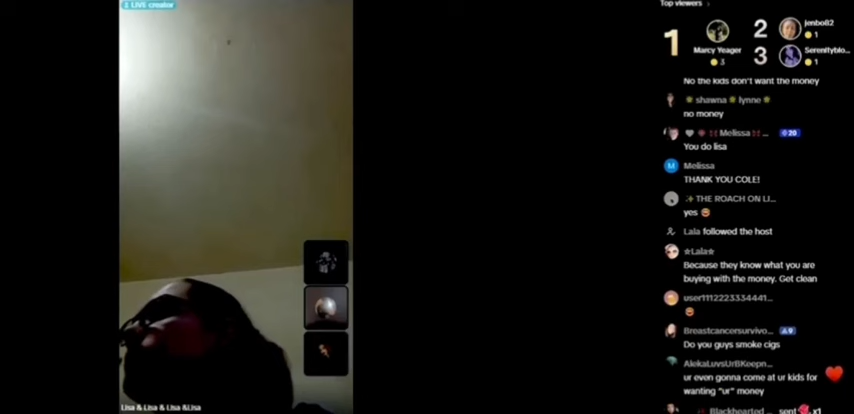 LIVE creator
Top viewers
1
Marcy Yeager
3
2
jenbo82
1
3
Serenityblo...
1
No the kids don't want the money
shawna lynne
no money
Melissa ...
20
You do lisa
M
Melissa
THANK YOU COLE!
THE ROACH ON LI...
yes
Lala followed the host
☆Lala☆
Because they know what you are
buying with the money. Get clean
user1112223334441...
Breastcancersurvivo...
9
Do you guys smoke cigs
AlekaLuvsUrBKeepn...
ur even gonna come at ur kids for
wanting "ur" money
Blackhearted sent x1
Lisa & Lisa & Lisa &Lisa